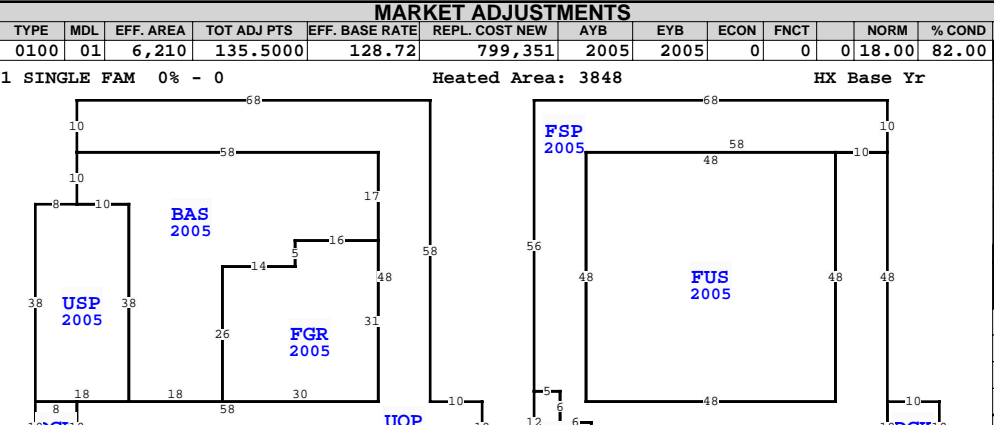 MARKET ADJUSTMENTS
TYPE MDL EFF. AREA TOT ADJ PTS EFF. BASE RATE REPL. COST NEW AYB EYB ECON FNCT NORM % COND
0100 01 6,210 135.5000 128.72 799,351 2005 2005 0 0 0 18.00 82.00
1 SINGLE FAM 0% - 0 Heated Area: 3848 HX Base Yr
68 68
10 FSP 10
2005
58 58
48 10
10
17
8 10
BAS
2005
16
5
58 56
14
48 48 48 48
FUS
2005
38 USP 38
2005
31
26
FGR
2005
18 18 30 5
8 58 10 6 48 10
UOP 12 6